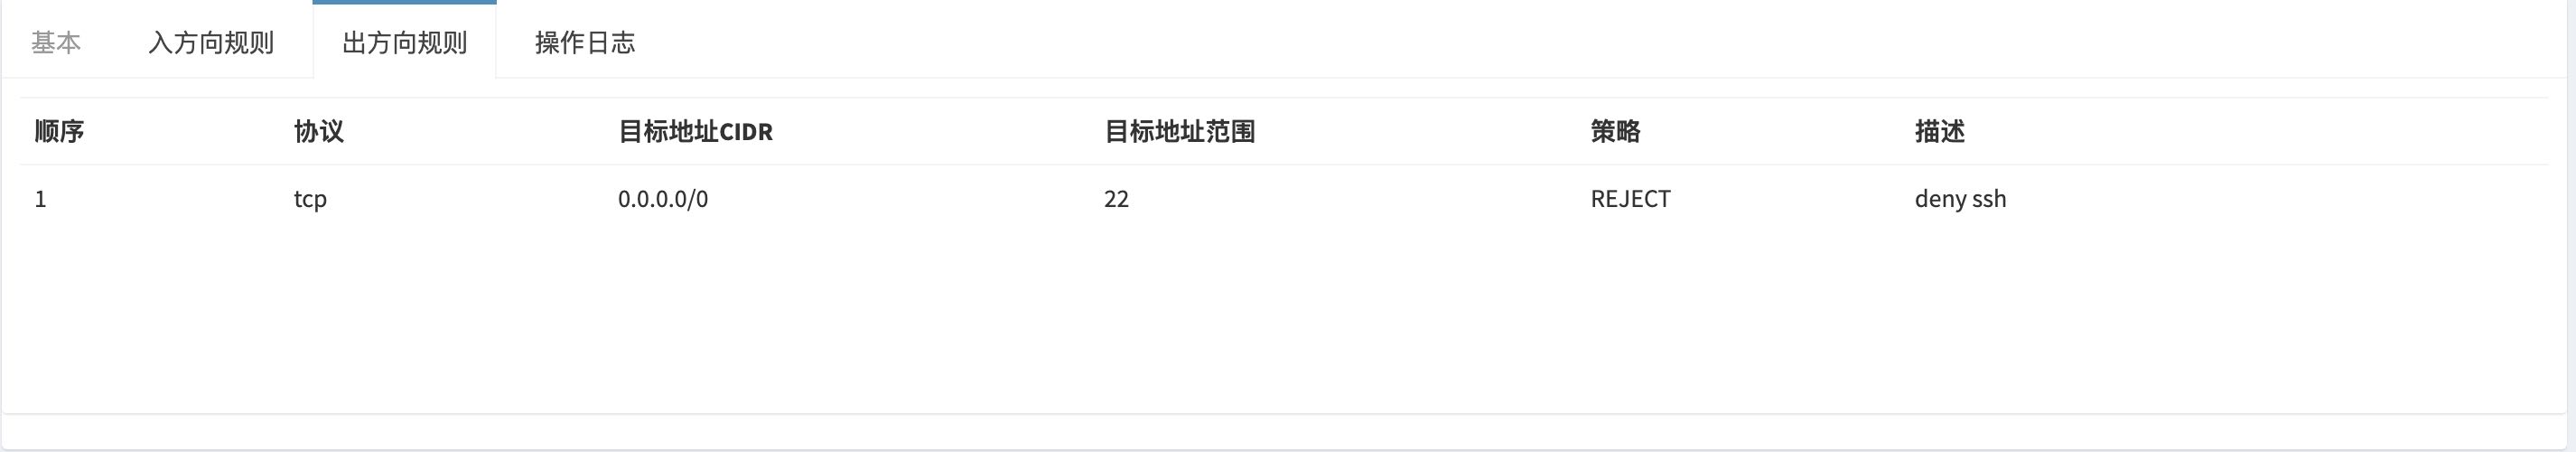 基本 入方向规则 出方向规则 操作日志
顺序 协议 目标地址CIDR 目标地址范围 策略 描述
1 tcp 0.0.0.0/0 22 REJECT deny ssh